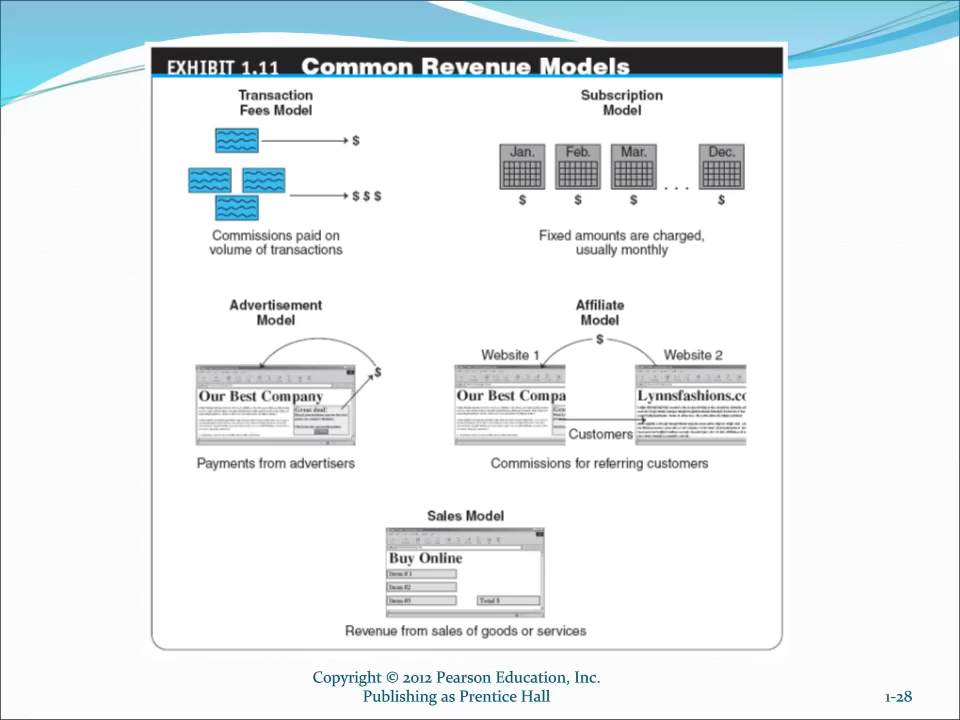 EXHIBIT 1.11 Common Revenue Models
Transaction
Fees Model
$
$ $ $
Commissions paid on
volume of transactions
Subscription
Model
Jan. Feb. Mar. . . . Dec.
$ $ $ $
Fixed amounts are charged,
usually monthly
Advertisement
Model
$
Our Best Company
Great deal!
Payments from advertisers
Affiliate
Model
$
Website 1 Website 2
Our Best Compa
Lynnsfashions.co
Customers
Commissions for referring customers
Sales Model
Buy Online
Item #1
Item #2
Item #3 Total $
Revenue from sales of goods or services
Copyright © 2012 Pearson Education, Inc.
Publishing as Prentice Hall
1-28